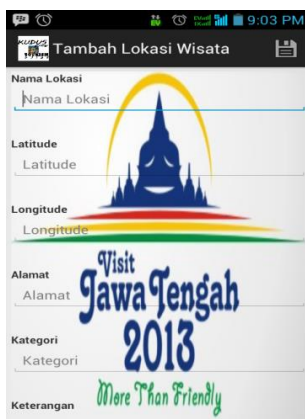 9:03 PM
KUDUS
Tambah Lokasi Wisata
Nama Lokasi
Nama Lokasi
Latitude
Latitude
Longitude
Longitude
Visit
Alamat
Alamat
Jawa Tengah
2013
Kategori
Kategori
More Than Friendly
Keterangan